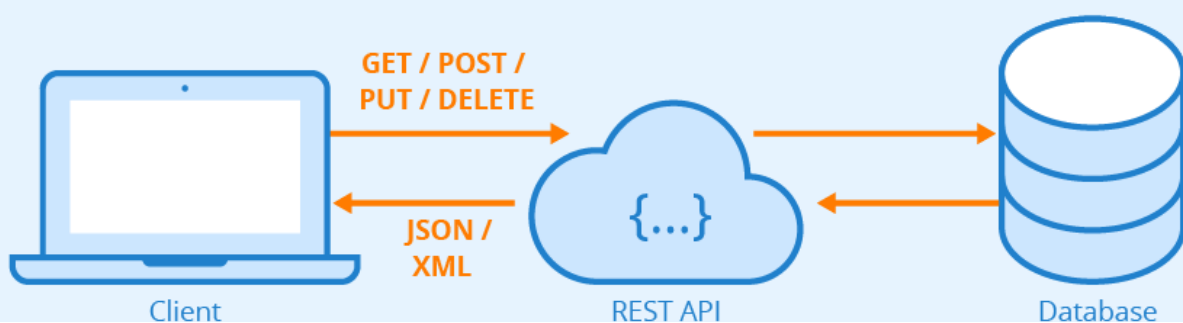 GET / POST /
PUT / DELETE
{...}
JSON /
XML
Client
REST API
Database